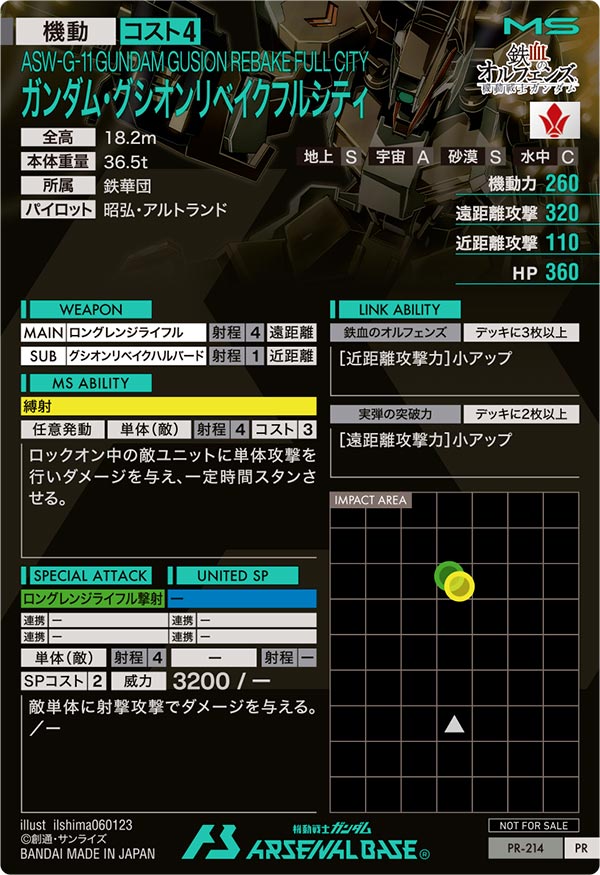 機動 コスト4
MS
ASW-G-11 GUNDAM GUSION REBAKE FULL CITY
ガンダム・グシオンリベイクフルシティ
鉄血のオルフェンズ
機動戦士ガンダム
全高 18.2m
本体重量 36.5t
所属 鉄華団
パイロット 昭弘・アルトランド
地上 S 宇宙 A 砂漠 S 水中 C
機動力 260
遠距離攻撃 320
近距離攻撃 110
HP 360
WEAPON
MAIN ロングレンジライフル 射程 4 遠距離
SUB グシオンリベイクハルバード 射程 1 近距離
MS ABILITY
縛射
任意発動 単体(敵) 射程 4 コスト 3
ロックオン中の敵ユニットに単体攻撃を
行いダメージを与え、一定時間スタンさ
せる。
LINK ABILITY
鉄血のオルフェンズ デッキに3枚以上
[近距離攻撃力]小アップ
実弾の突破力 デッキに2枚以上
[遠距離攻撃力]小アップ
IMPACT AREA
SPECIAL ATTACK UNITED SP
ロングレンジライフル撃射 ー
連携 ー 連携 ー
連携 ー 連携 ー
単体(敵) 射程 4 ー 射程 ー
SPコスト 2 威力 3200 / ー
敵単体に射撃攻撃でダメージを与える。
/ー
illust ilshima060123
©創通・サンライズ
BANDAI MADE IN JAPAN
機動戦士ガンダム
ARSENAL BASE®
NOT FOR SALE
PR-214 PR